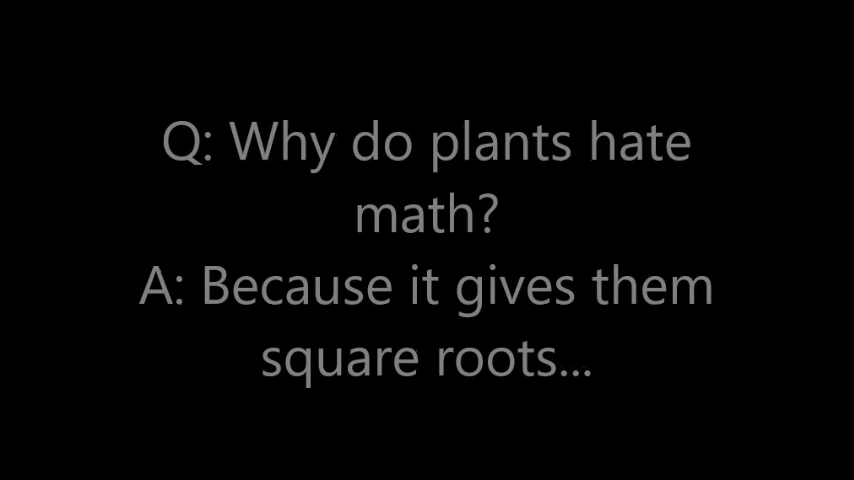 Q: Why do plants hate
math?
A: Because it gives them
square roots...